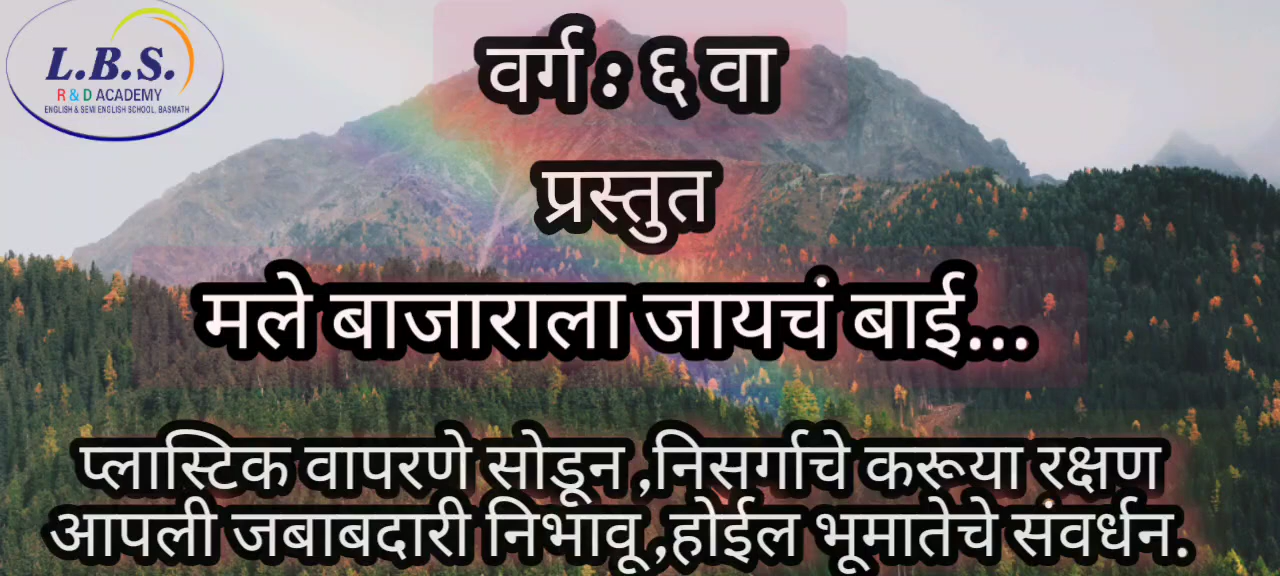 L.B.S.
R & D ACADEMY
ENGLISH & SEMI ENGLISH SCHOOL, BASMATH
वर्ग : ६ वा
प्रस्तुत
मले बाजाराला जायचं बाई...
प्लास्टिक वापरणे सोडून ,निसर्गाचे करूया रक्षण
आपली जबाबदारी निभावू ,होईल भूमातेचे संवर्धन.